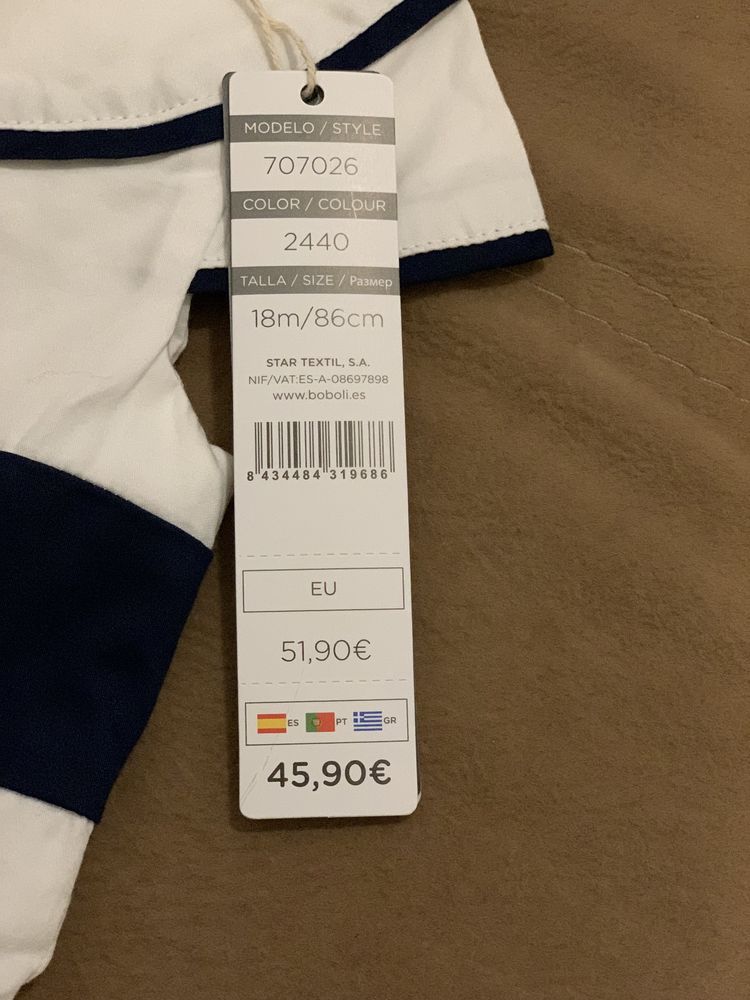 MODELO / STYLE
707026
COLOR / COLOUR
2440
TALLA / SIZE / Размер
18m/86cm
STAR TEXTIL, S.A.
NIF/VAT:ES-A-08697898
www.boboli.es
8 434484 319686
EU
51,90€
ES PT GR
45,90€